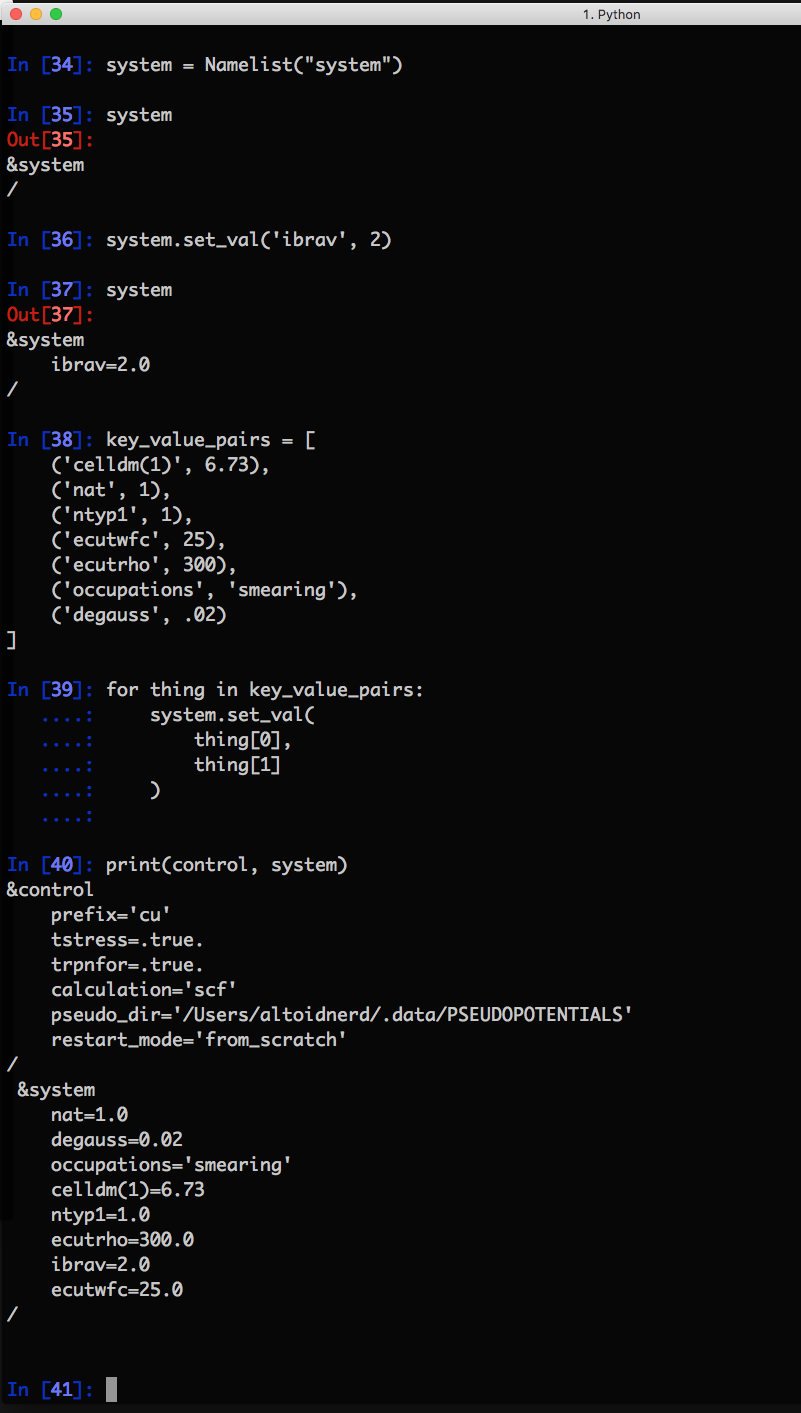 1. Python
In [34]: system = Namelist("system")
In [35]: system
Out[35]:
&system
/
In [36]: system.set_val('ibrav', 2)
In [37]: system
Out[37]:
&system
    ibrav=2.0
/
In [38]: key_value_pairs = [
    ('celldm(1)', 6.73),
    ('nat', 1),
    ('ntyp1', 1),
    ('ecutwfc', 25),
    ('ecutrho', 300),
    ('occupations', 'smearing'),
    ('degauss', .02)
]
In [39]: for thing in key_value_pairs:
   ....:     system.set_val(
   ....:         thing[0],
   ....:         thing[1]
   ....:     )
   ....:
In [40]: print(control, system)
&control
    prefix='cu'
    tstress=.true.
    trpnfor=.true.
    calculation='scf'
    pseudo_dir='/Users/altoidnerd/.data/PSEUDOPOTENTIALS'
    restart_mode='from_scratch'
/
 &system
    nat=1.0
    degauss=0.02
    occupations='smearing'
    celldm(1)=6.73
    ntyp1=1.0
    ecutrho=300.0
    ibrav=2.0
    ecutwfc=25.0
/
In [41]: